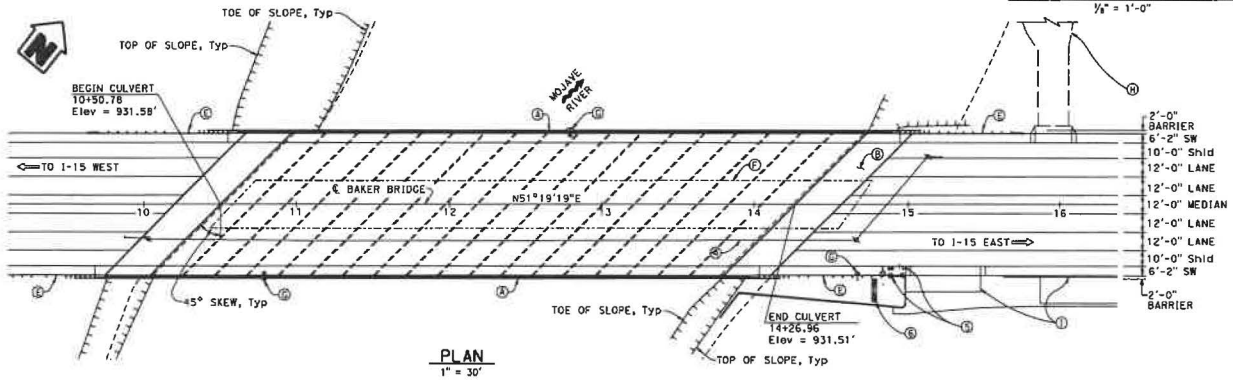 1/8" = 1'-0"
TOE OF SLOPE, Typ
TOP OF SLOPE, Typ
N
BEGIN CULVERT
10+50.78
Elev = 931.58'
MOJAVE
RIVER
E
A
G
E
H
2'-0"
BARRIER
6'-2" SW
10'-0" Shld
12'-0" LANE
12'-0" LANE
12'-0" MEDIAN
12'-0" LANE
12'-0" LANE
10'-0" Shld
6'-2" SW
2'-0"
BARRIER
TO I-15 WEST
F
B
℄ BAKER BRIDGE
N51°19'19"E
10
11
12
13
14
15
16
TO I-15 EAST
E
45° SKEW, Typ
G
A
TOE OF SLOPE, Typ
G
E
6
5
I
END CULVERT
14+26.96
Elev = 931.51'
TOP OF SLOPE, Typ
PLAN
1" = 30'